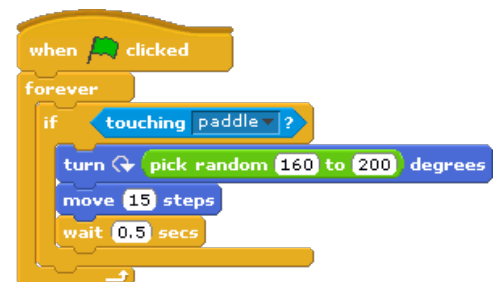 when clicked
forever
if touching paddle ?
turn pick random 160 to 200 degrees
move 15 steps
wait 0.5 secs